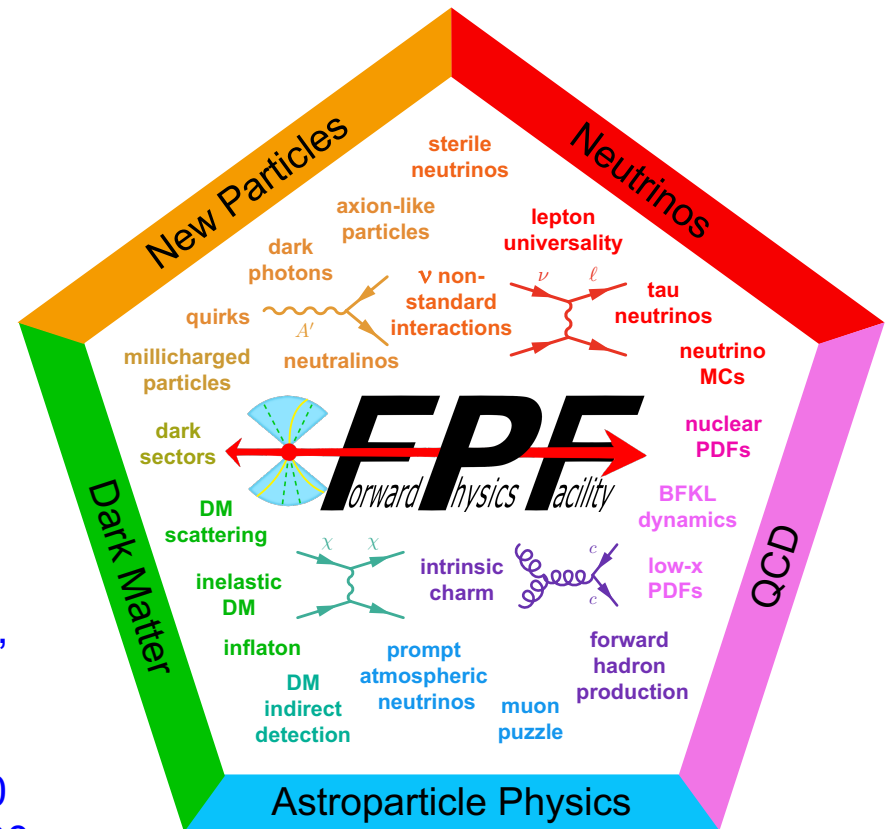 New Particles
Neutrinos
sterile
neutrinos
axion-like
particles
lepton
universality
dark
photons
ν non-
standard
interactions
ν
ℓ
tau
neutrinos
quirks
A′
neutralinos
millicharged
particles
neutrino
MCs
dark
sectors
Forward Physics Facility
nuclear
PDFs
BFKL
dynamics
Dark Matter
DM
scattering
QCD
χ
χ
inelastic
DM
intrinsic
charm
c
c
low-x
PDFs
inflaton
prompt
atmospheric
neutrinos
forward
hadron
production
DM
indirect
detection
muon
puzzle
Astroparticle Physics